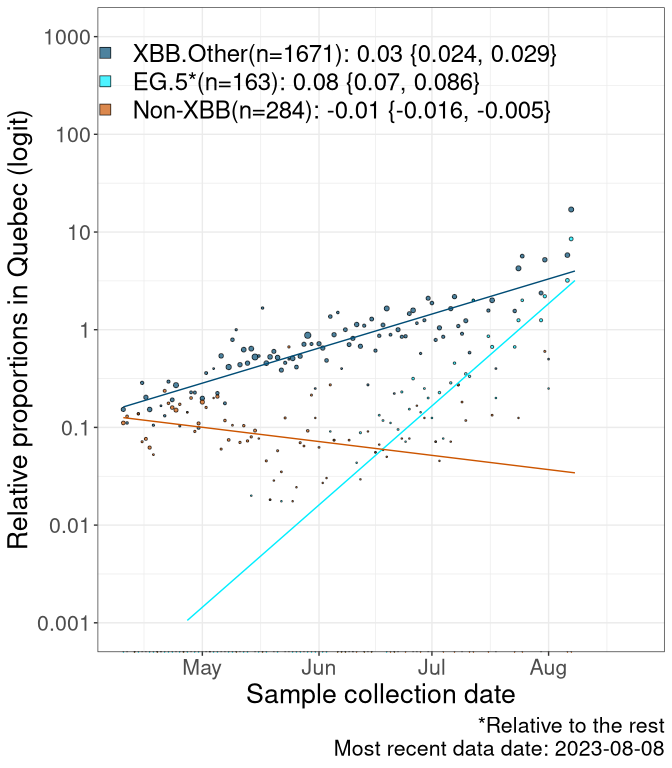 Relative proportions in Quebec (logit)
1000
100
10
1
0.1
0.01
0.001
XBB.Other(n=1671): 0.03 {0.024, 0.029}
EG.5*(n=163): 0.08 {0.07, 0.086}
Non-XBB(n=284): -0.01 {-0.016, -0.005}
May Jun Jul Aug
Sample collection date
*Relative to the rest
Most recent data date: 2023-08-08